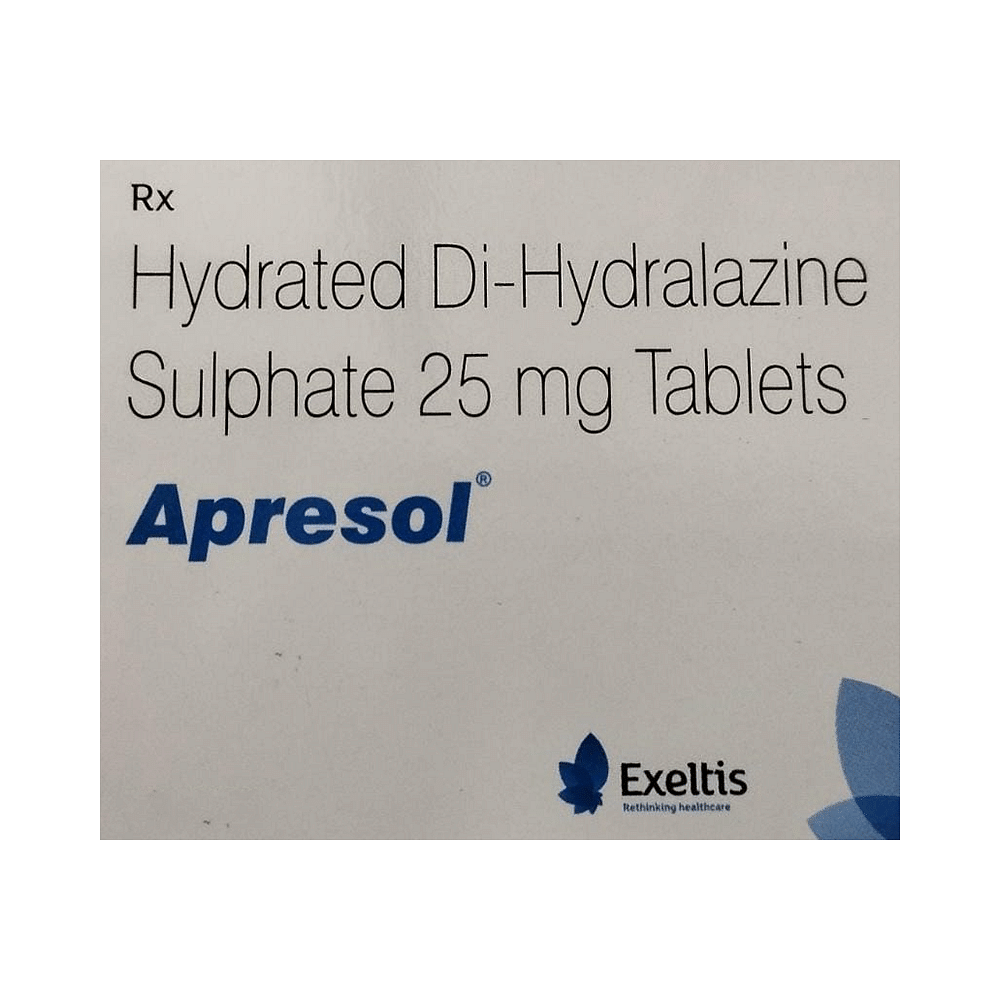 Rx
Hydrated Di-Hydralazine
Sulphate 25 mg Tablets
Apresol®
Exeltis
Rethinking healthcare